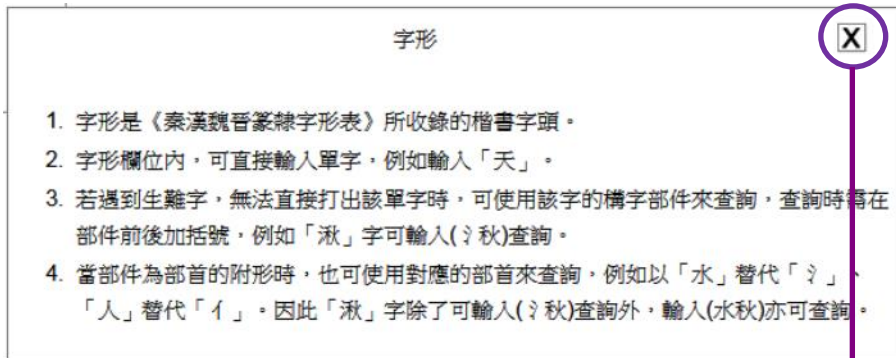 字形
X
1. 字形是《秦漢魏晉篆隸字形表》所收錄的楷書字頭。
2. 字形欄位內，可直接輸入單字，例如輸入「天」。
3. 若遇到生難字，無法直接打出該單字時，可使用該字的構字部件來查詢，查詢時需在
部件前後加括號，例如「湫」字可輸入(氵秋)查詢。
4. 當部件為部首的附形時，也可使用對應的部首來查詢，例如以「水」替代「氵」、
「人」替代「亻」。因此「湫」字除了可輸入(氵秋)查詢外，輸入(水秋)亦可查詢。